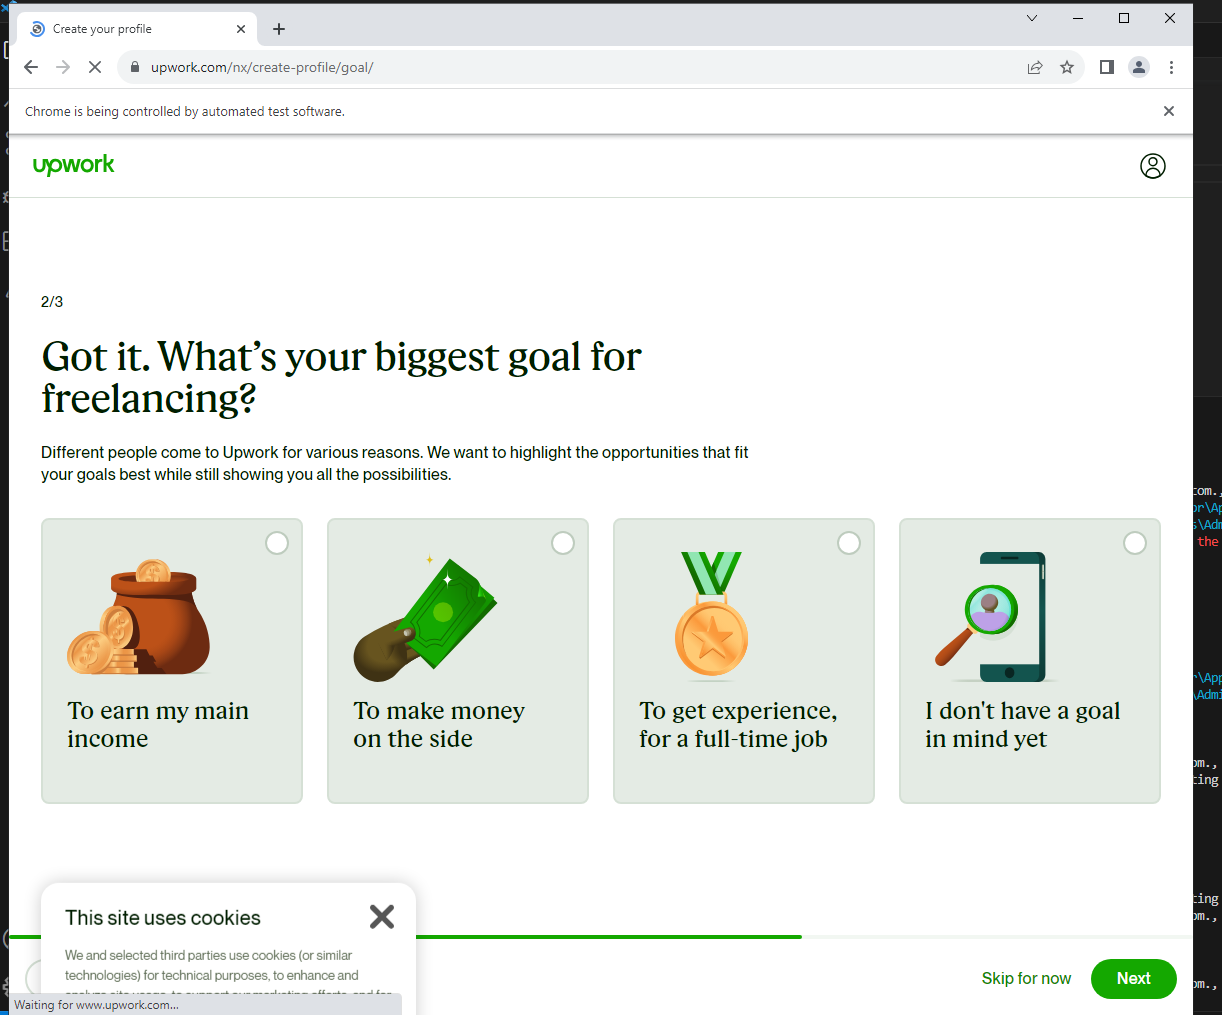 Create your profile
upwork.com/nx/create-profile/goal/
Chrome is being controlled by automated test software.
upwork
2/3
Got it. What's your biggest goal for
freelancing?
Different people come to Upwork for various reasons. We want to highlight the opportunities that fit
your goals best while still showing you all the possibilities.
To earn my main
income
To make money
on the side
To get experience,
for a full-time job
I don't have a goal
in mind yet
This site uses cookies
We and selected third parties use cookies (or similar
technologies) for technical purposes, to enhance and
Skip for now
Next
Waiting for www.upwork.com...
om.,
or\Ap
s\Adm
the
r\App
\Admi
om.,
ting
ting
om.,
om.,